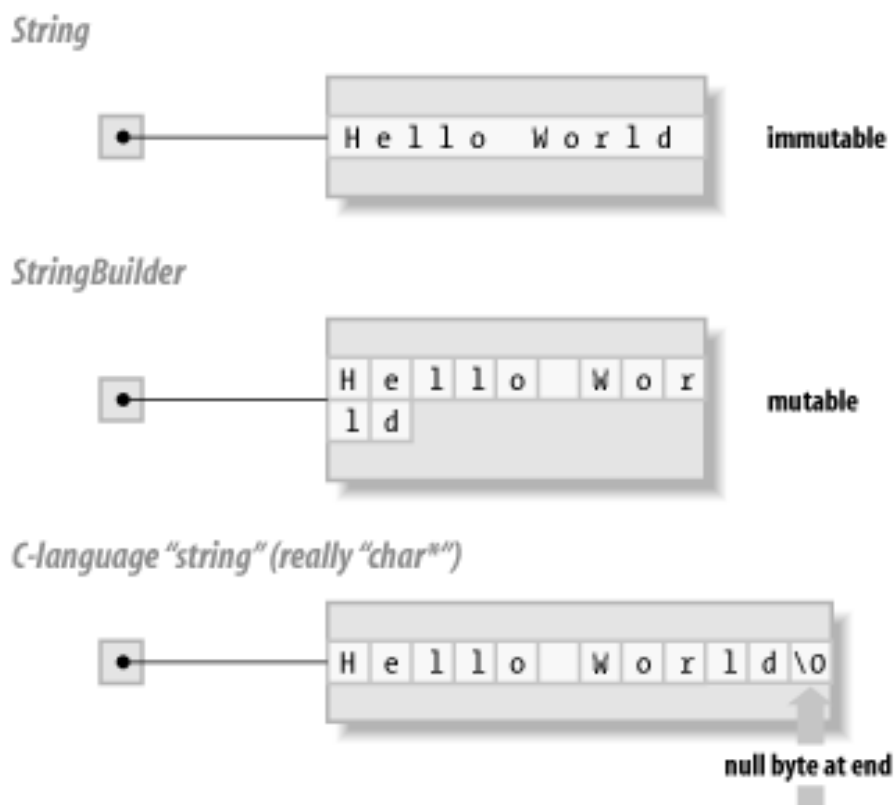 String
Hello World
immutable
StringBuilder
Hello Wor
ld
mutable
C-language “string” (really “char*”)
Hello World\0
null byte at end